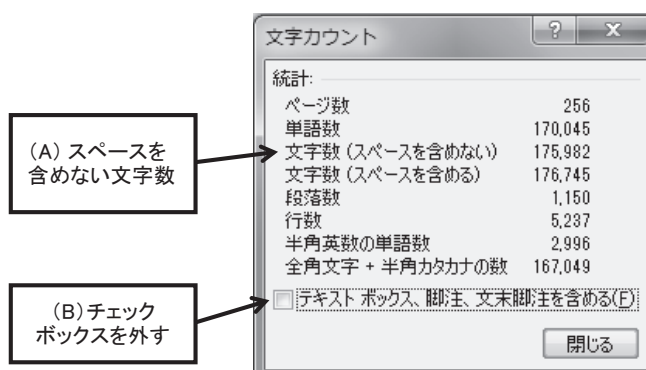 文字カウント
統計:
ページ数 256
単語数 170,045
文字数 (スペースを含めない) 175,982
文字数 (スペースを含める) 176,745
段落数 1,150
行数 5,237
半角英数の単語数 2,996
全角文字 + 半角カタカナの数 167,049
テキスト ボックス、脚注、文末脚注を含める(F)
閉じる
(A) スペースを
含めない文字数
(B)チェック
ボックスを外す